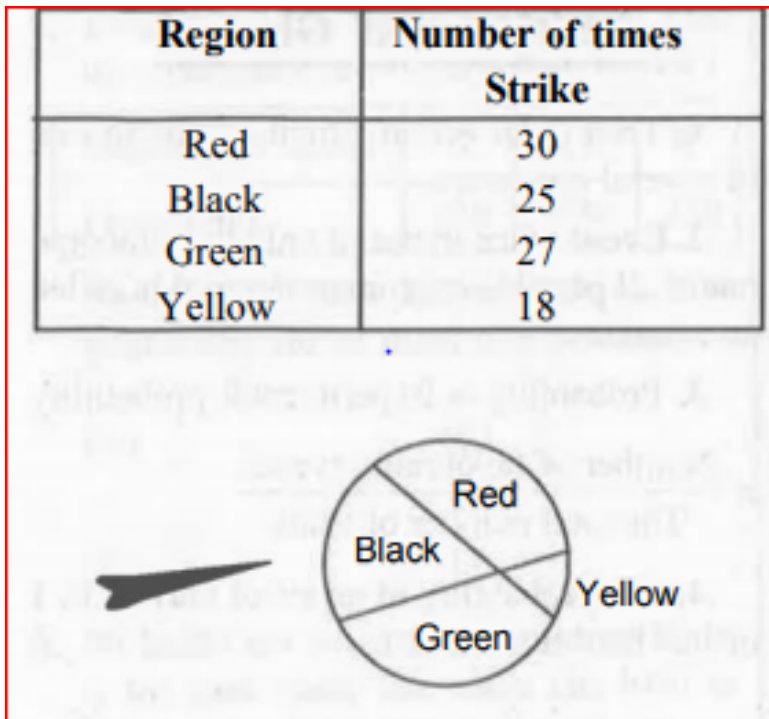 Region Number of times
Strike
Red 30
Black 25
Green 27
Yellow 18
Red
Black
Yellow
Green